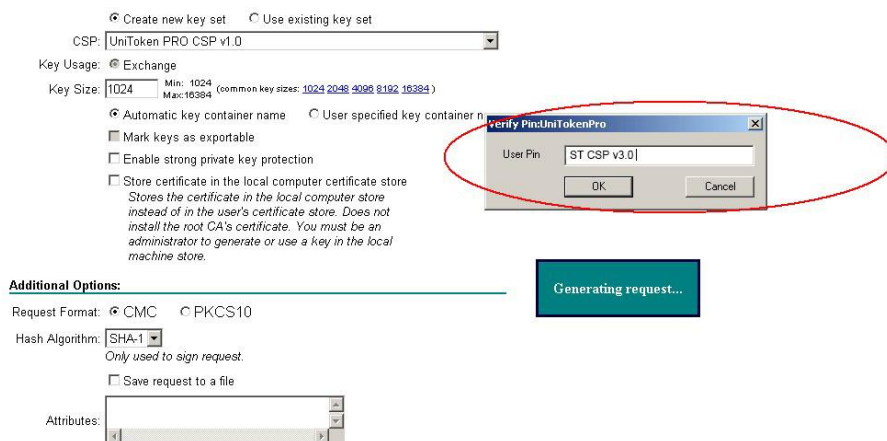 Create new key set Use existing key set
CSP: UniToken PRO CSP v1.0
Key Usage: Exchange
Key Size: 1024 Min: 1024 Max:16384 (common key sizes: 1024 2048 4096 8192 16384 )
Automatic key container name User specified key container n
Verify Pin:UniTokenPro
Mark keys as exportable
User Pin ST CSP v3.0
Enable strong private key protection
OK Cancel
Store certificate in the local computer certificate store
Stores the certificate in the local computer store
instead of in the user's certificate store. Does not
install the root CA's certificate. You must be an
administrator to generate or use a key in the local
machine store.
Additional Options:
Generating request...
Request Format: CMC PKCS10
Hash Algorithm: SHA-1
Only used to sign request.
Save request to a file
Attributes: